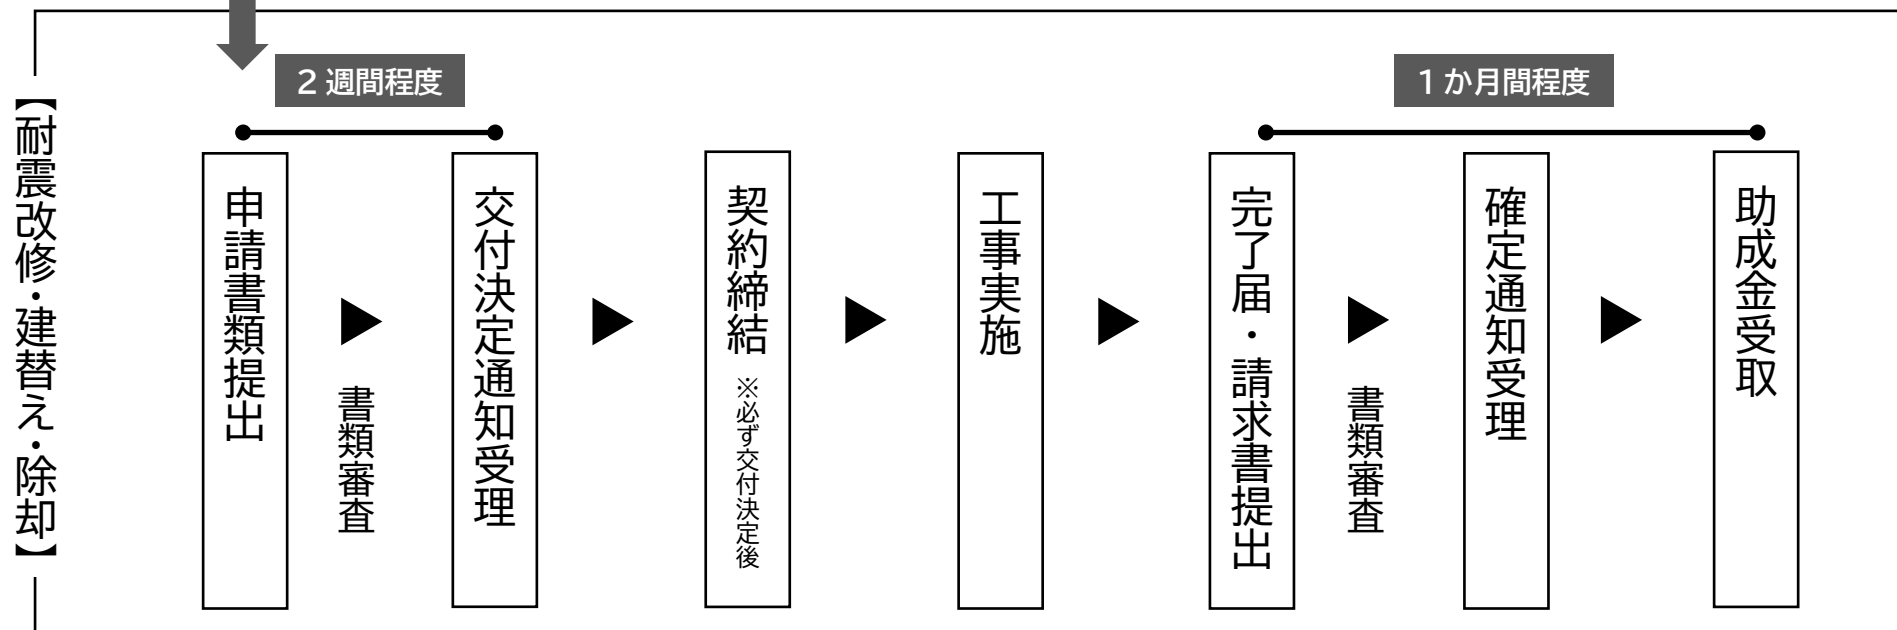 【耐震改修・建替え・除却】
２週間程度
１か月間程度
申請書類提出
書類審査
交付決定通知受理
契約締結 ※必ず交付決定後
工事実施
完了届・請求書提出
書類審査
確定通知受理
助成金受取